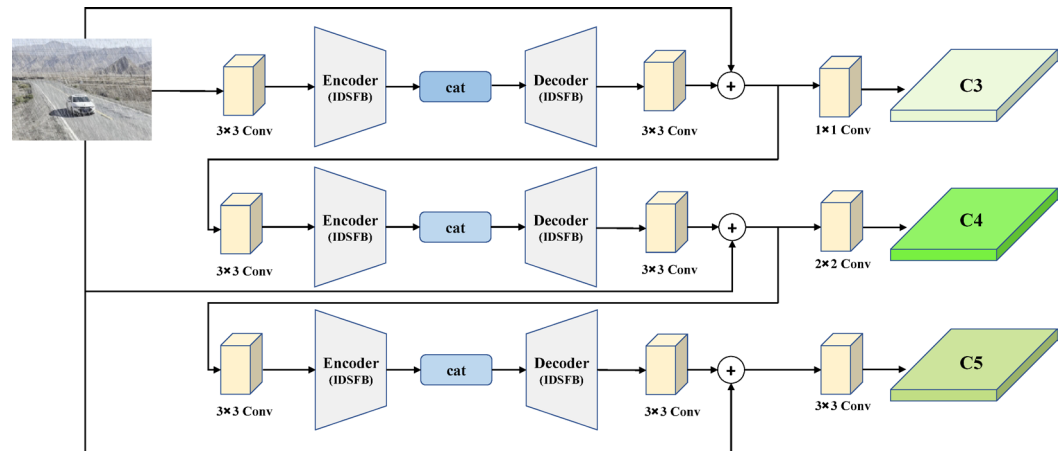 Encoder
(IDSFB)
cat
Decoder
(IDSFB)
+
C3
3×3 Conv
3×3 Conv
1×1 Conv
Encoder
(IDSFB)
cat
Decoder
(IDSFB)
+
C4
3×3 Conv
3×3 Conv
2×2 Conv
Encoder
(IDSFB)
cat
Decoder
(IDSFB)
+
C5
3×3 Conv
3×3 Conv
3×3 Conv